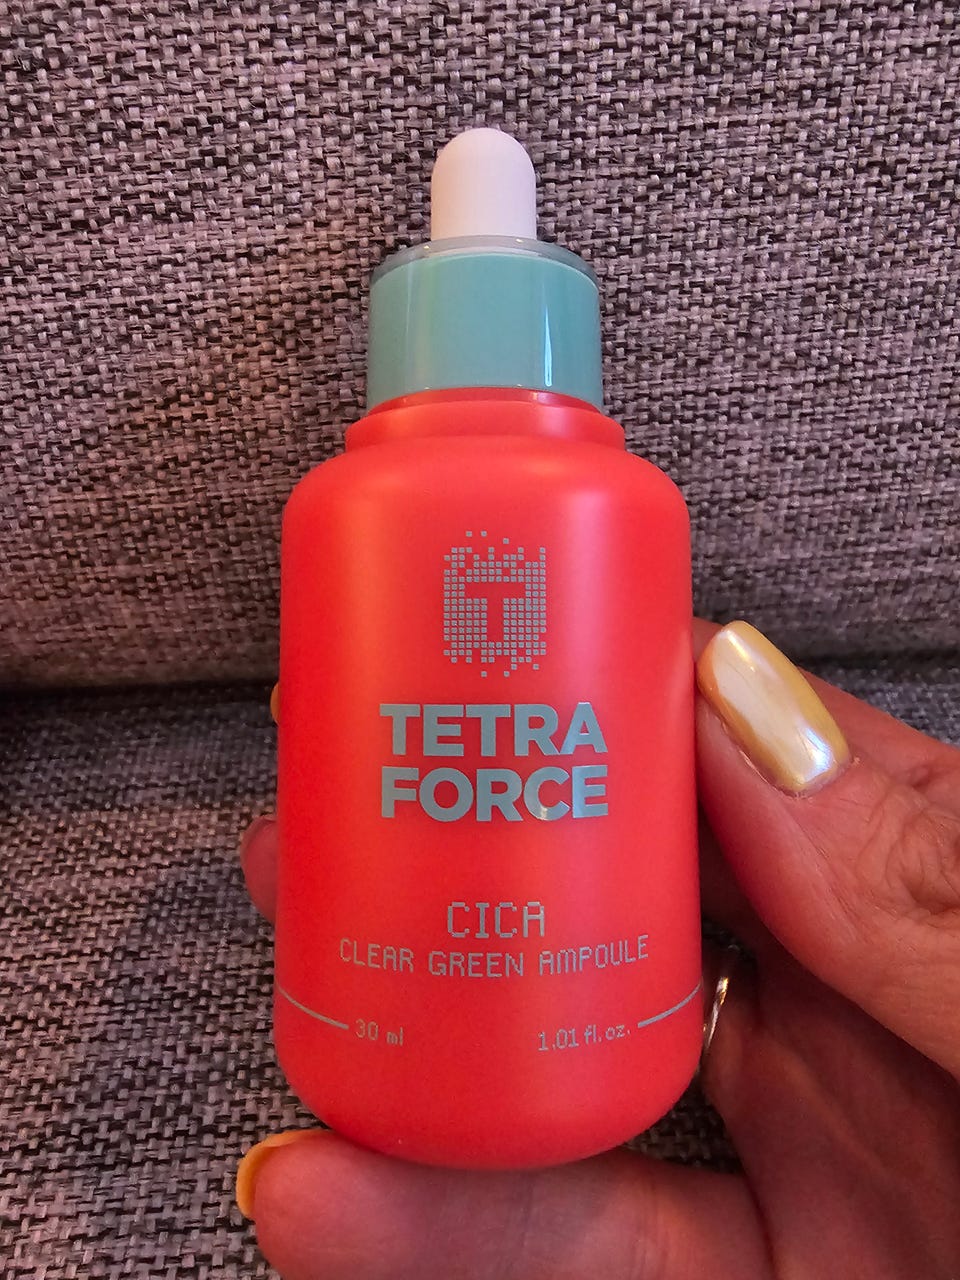 T
TETRA
FORCE
CICA
CLEAR GREEN AMPOULE
30 ml 1.01 fl. oz.